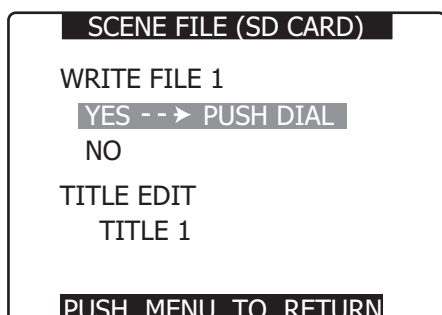 SCENE FILE (SD CARD)
WRITE FILE 1
YES --➔ PUSH DIAL
NO
TITLE EDIT
TITLE 1
PUSH MENU TO RETURN